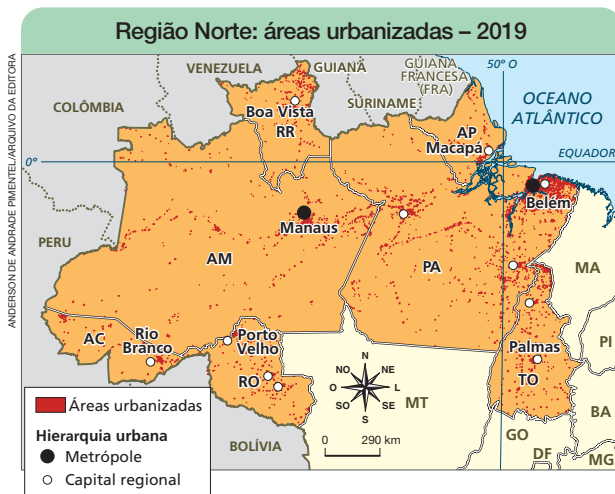 Região Norte: áreas urbanizadas – 2019
ANDERSON DE ANDRADE PIMENTEL/ARQUIVO DA EDITORA
50º O
VENEZUELA
GUIANA
GUIANA
FRANCESA
(FRA)
SURINAME
COLÔMBIA
OCEANO
ATLÂNTICO
Boa Vista
RR
AP
Macapá
EQUADOR
0º
Belém
Manaus
PERU
AM
PA
MA
AC
Rio
Branco
Porto
Velho
RO
PI
Palmas
TO
MT
BA
GO
DF
MG
BOLÍVIA
N
NO
NE
O
L
SO
SE
S
0
290 km
Áreas urbanizadas
Hierarquia urbana
Metrópole
Capital regional